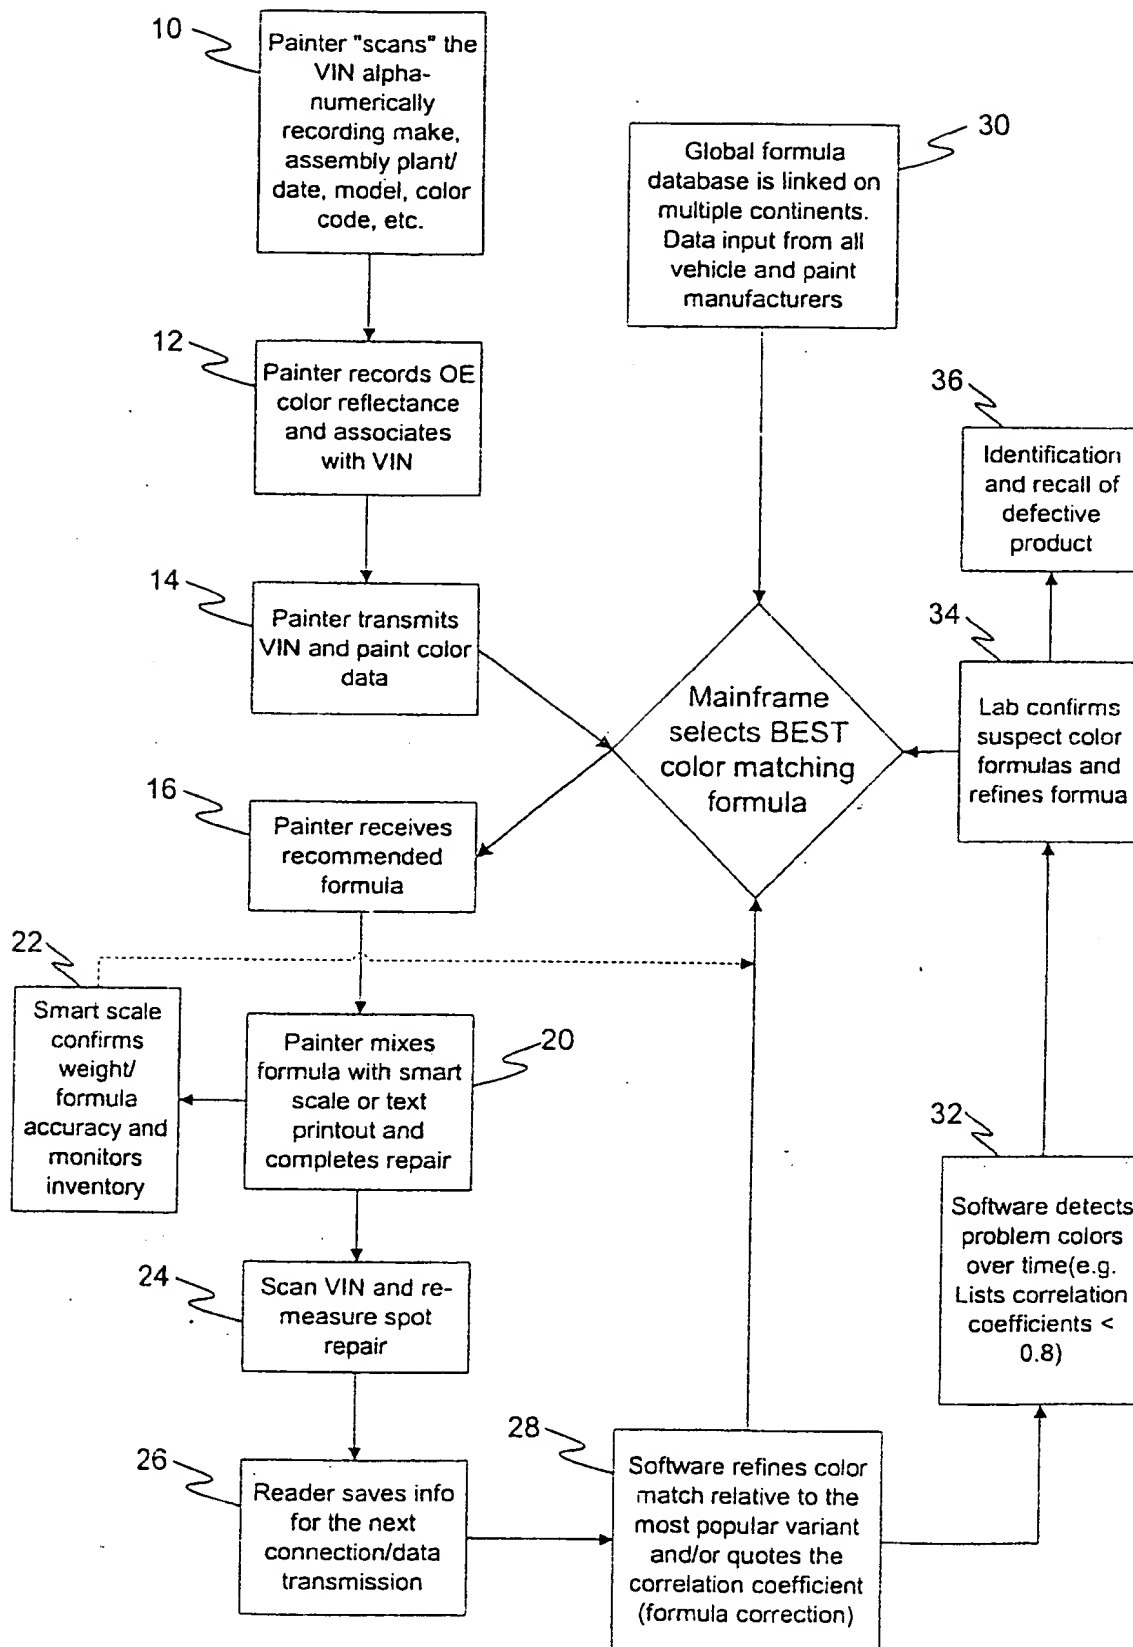 10
Painter "scans" the
VIN alpha-
numerically
recording make,
assembly plant/
date, model, color
code, etc.
30
Global formula
database is linked on
multiple continents.
Data input from all
vehicle and paint
manufacturers
12
Painter records OE
color reflectance
and associates
with VIN
36
Identification
and recall of
defective
product
14
Painter transmits
VIN and paint color
data
34
Lab confirms
suspect color
formulas and
refines formua
Mainframe
selects BEST
color matching
formula
16
Painter receives
recommended
formula
22
Smart scale
confirms
weight/
formula
accuracy and
monitors
inventory
20
Painter mixes
formula with smart
scale or text
printout and
completes repair
32
Software detects
problem colors
over time(e.g.
Lists correlation
coefficients <
0.8)
24
Scan VIN and re-
measure spot
repair
26
Reader saves info
for the next
connection/data
transmission
28
Software refines color
match relative to the
most popular variant
and/or quotes the
correlation coefficient
(formula correction)